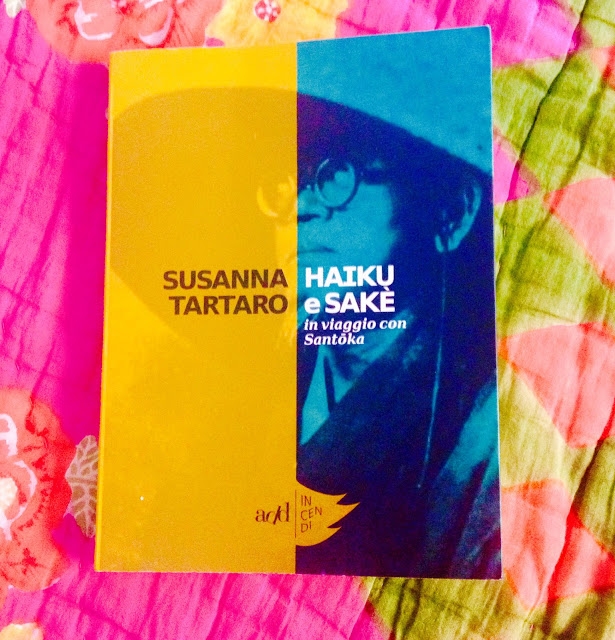 SUSANNA
TARTARO
HAIKU
e SAKÈ
in viaggio con
Santōka
add
IN
CEN
DI